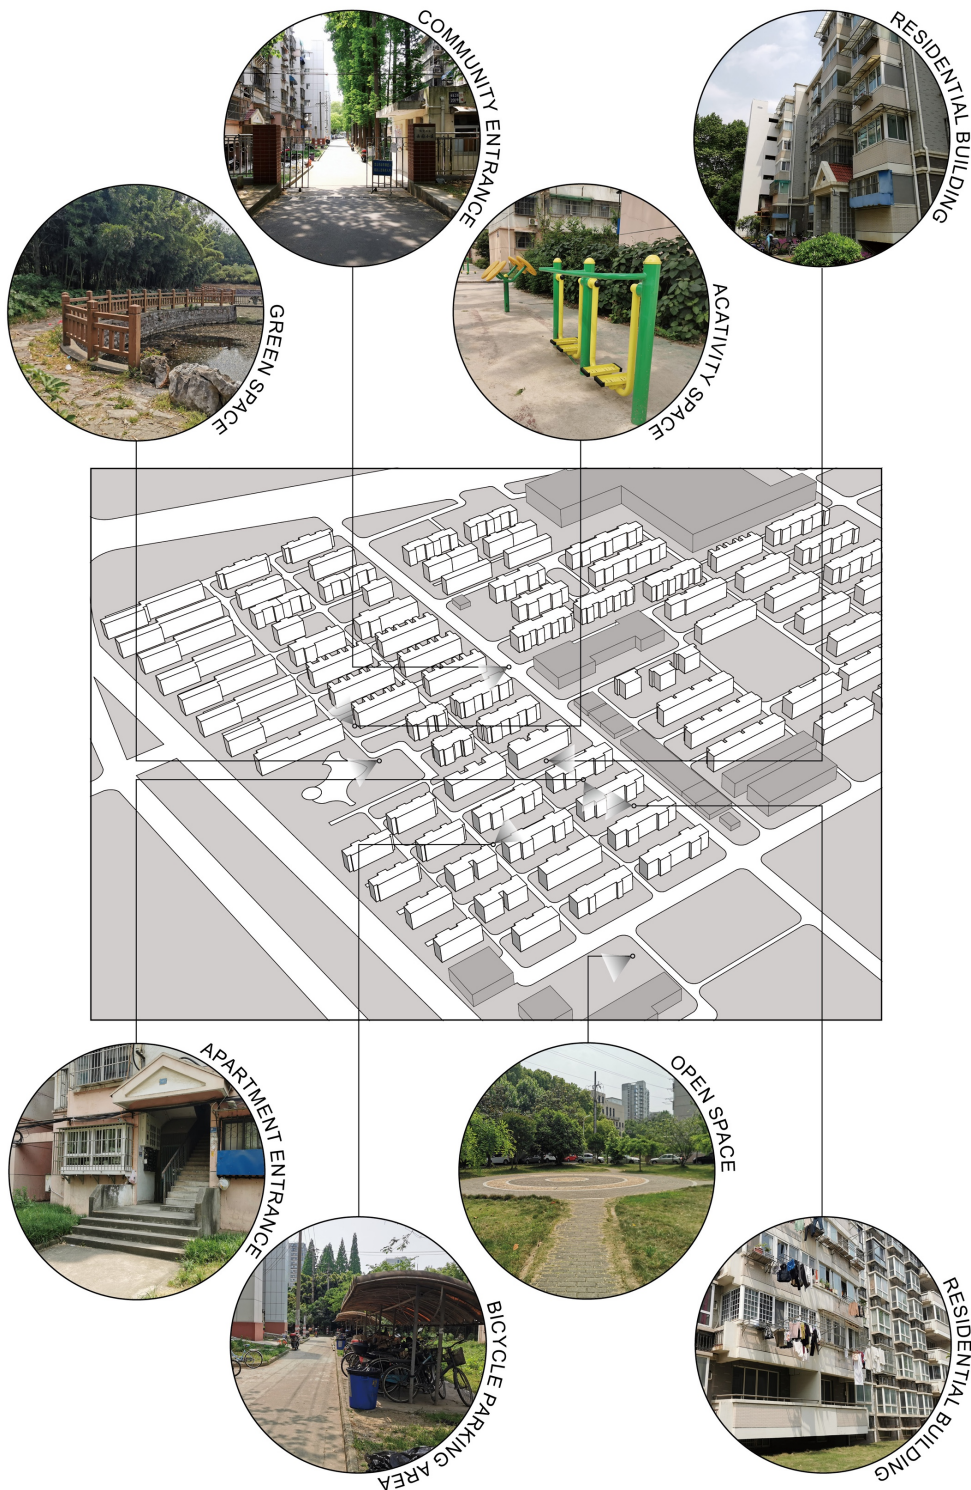 COMMUNITY ENTRANCE
RESIDENTIAL BUILDING
GREEN SPACE
ACATIVITY SPACE
APARTMENT ENTRANCE
OPEN SPACE
BICYCLE PARKING AREA
RESIDENTIAL BUILDING